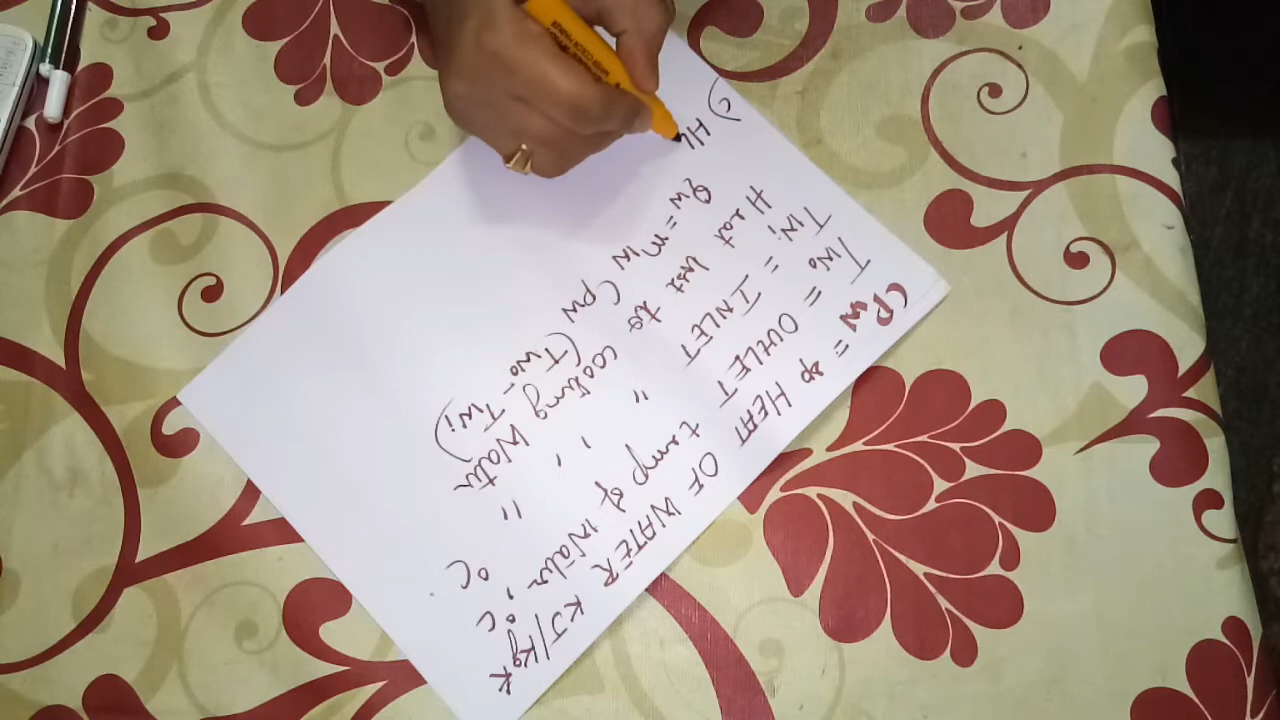 CPw = sp HEAT OF WATER KJ/kgK
Twi = INLET temp of water, °C
Two = OUTLET " ' ' " °C
Heat lost to cooling water
Qw = mw Cpw (Two - Twi)
c) H